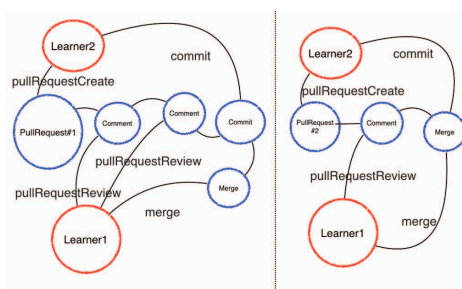 Learner2
commit
pullRequestCreate
PullRequest#1
Comment
Comment
Commit
pullRequestReview
pullRequestReview
Merge
merge
Learner1
Learner2
commit
pullRequestCreate
PullRequest
#2
Comment
Merge
pullRequestReview
merge
Learner1